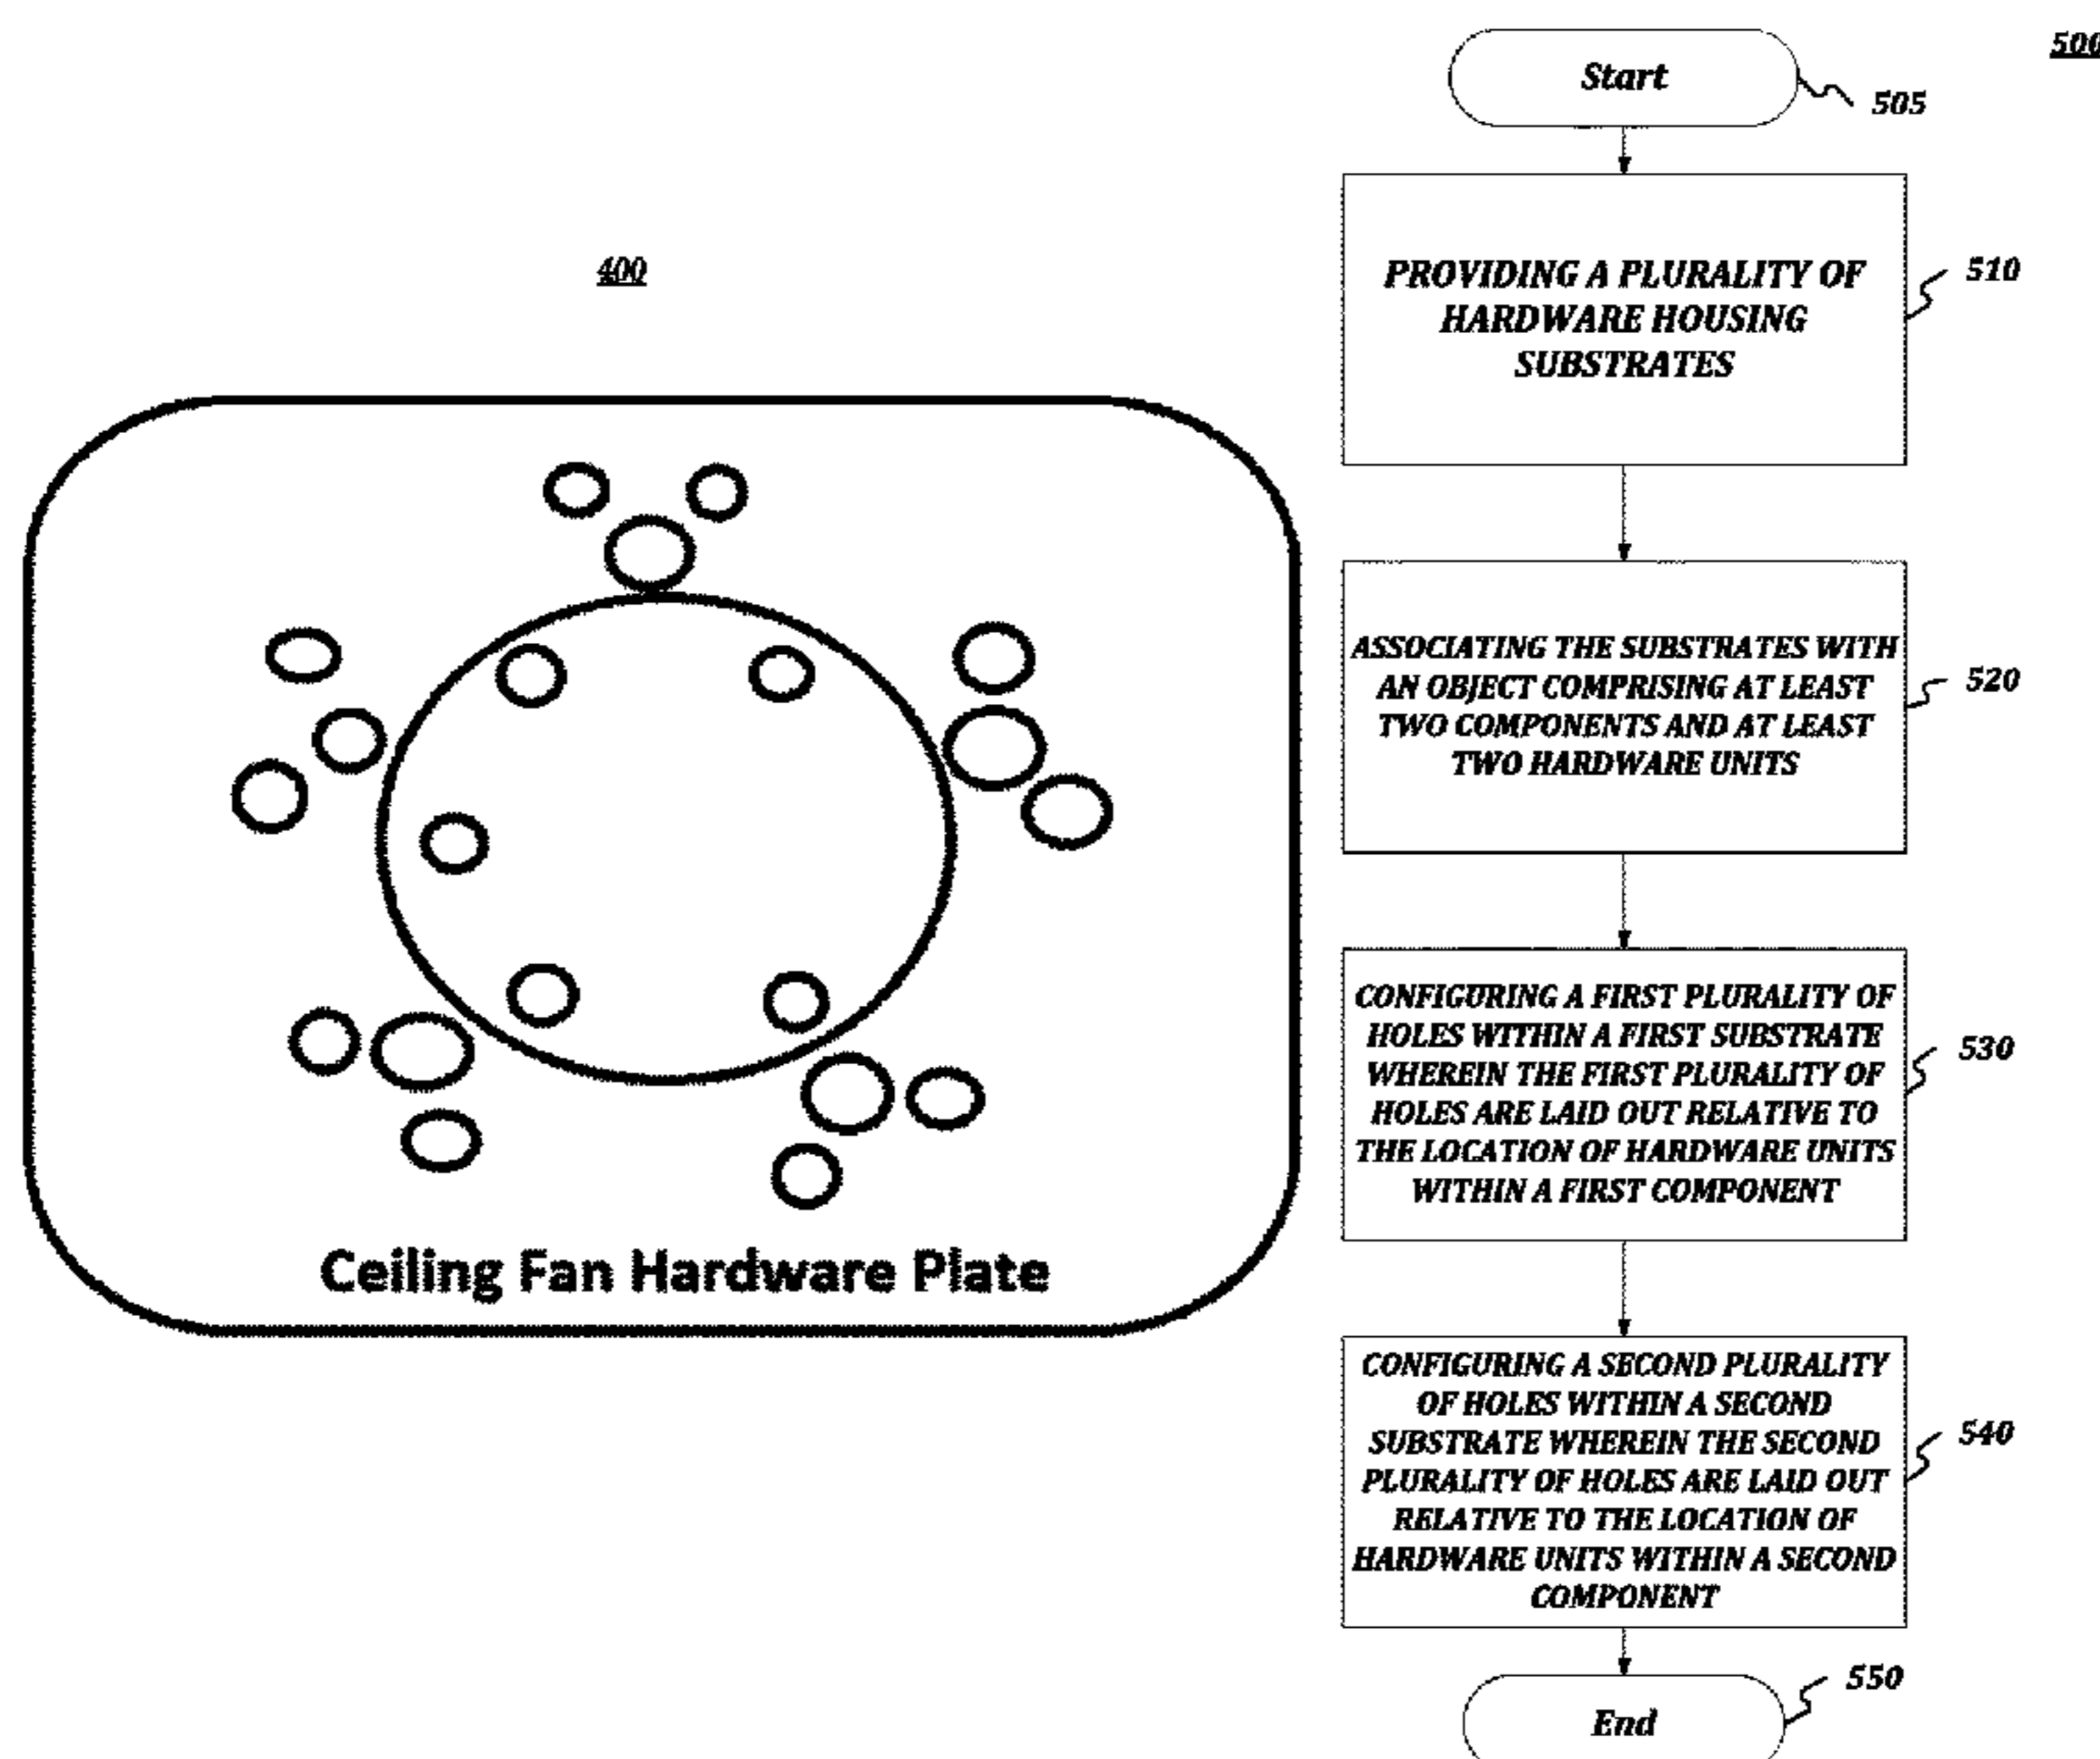 400
Ceiling Fan Hardware Plate
500
Start
505
PROVIDING A PLURALITY OF
HARDWARE HOUSING
SUBSTRATES
510
ASSOCIATING THE SUBSTRATES WITH
AN OBJECT COMPRISING AT LEAST
TWO COMPONENTS AND AT LEAST
TWO HARDWARE UNITS
520
CONFIGURING A FIRST PLURALITY OF
HOLES WITHIN A FIRST SUBSTRATE
WHEREIN THE FIRST PLURALITY OF
HOLES ARE LAID OUT RELATIVE TO
THE LOCATION OF HARDWARE UNITS
WITHIN A FIRST COMPONENT
530
CONFIGURING A SECOND PLURALITY
OF HOLES WITHIN A SECOND
SUBSTRATE WHEREIN THE SECOND
PLURALITY OF HOLES ARE LAID OUT
RELATIVE TO THE LOCATION OF
HARDWARE UNITS WITHIN A SECOND
COMPONENT
540
End
550